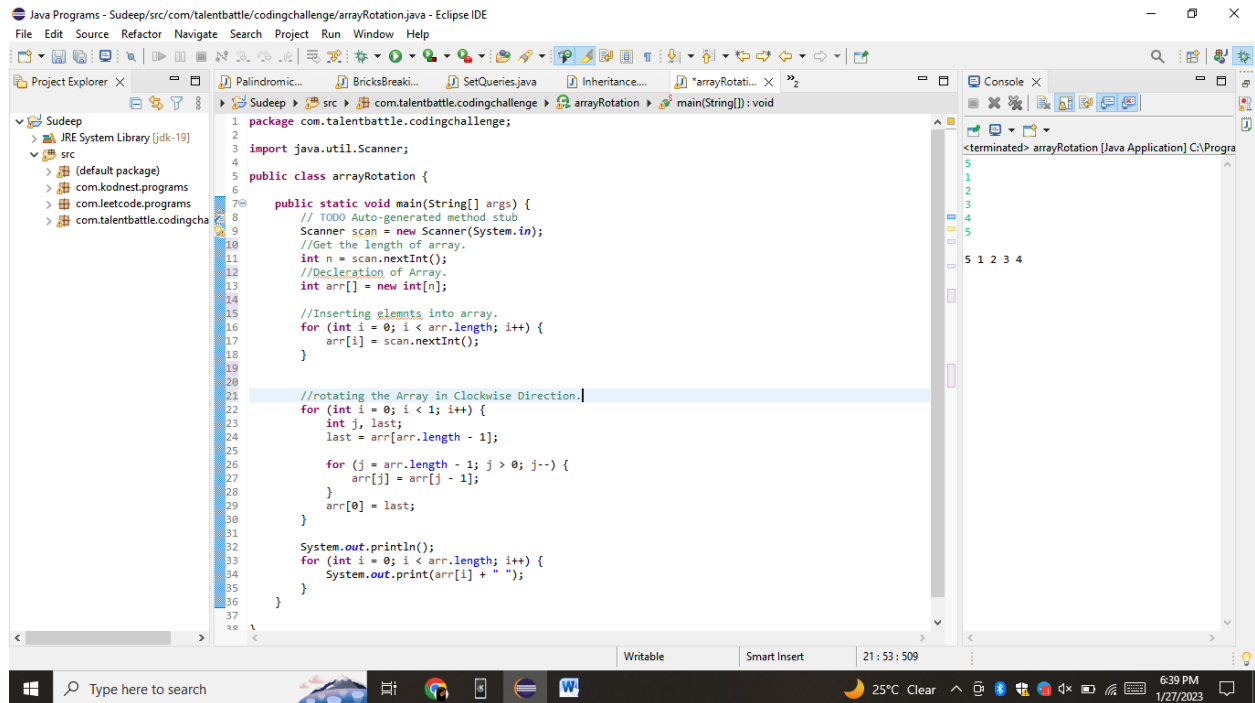 Java Programs - Sudeep/src/com/talentbattle/codingchallenge/arrayRotation.java - Eclipse IDE
File Edit Source Refactor Navigate Search Project Run Window Help
Project Explorer
Palindromic... BricksBreaki... SetQueries.java Inheritance.... *arrayRotati... »2
Console
Sudeep src com.talentbattle.codingchallenge arrayRotation main(String[]) : void
Sudeep
JRE System Library [jdk-19]
src
(default package)
com.kodnest.programs
com.leetcode.programs
com.talentbattle.codingcha
1 package com.talentbattle.codingchallenge;
2
3 import java.util.Scanner;
4
5 public class arrayRotation {
6
7 public static void main(String[] args) {
8 // TODO Auto-generated method stub
9 Scanner scan = new Scanner(System.in);
10 //Get the length of array.
11 int n = scan.nextInt();
12 //Decleration of Array.
13 int arr[] = new int[n];
14
15 //Inserting elemnts into array.
16 for (int i = 0; i < arr.length; i++) {
17 arr[i] = scan.nextInt();
18 }
19
20
21 //rotating the Array in Clockwise Direction.
22 for (int i = 0; i < 1; i++) {
23 int j, last;
24 last = arr[arr.length - 1];
25
26 for (j = arr.length - 1; j > 0; j--) {
27 arr[j] = arr[j - 1];
28 }
29 arr[0] = last;
30 }
31
32 System.out.println();
33 for (int i = 0; i < arr.length; i++) {
34 System.out.print(arr[i] + " ");
35 }
36 }
37
38 }
<terminated> arrayRotation [Java Application] C:\Progra
5
1
2
3
4
5
5 1 2 3 4
Writable Smart Insert 21 : 53 : 509
Type here to search
25°C Clear
6:39 PM
1/27/2023